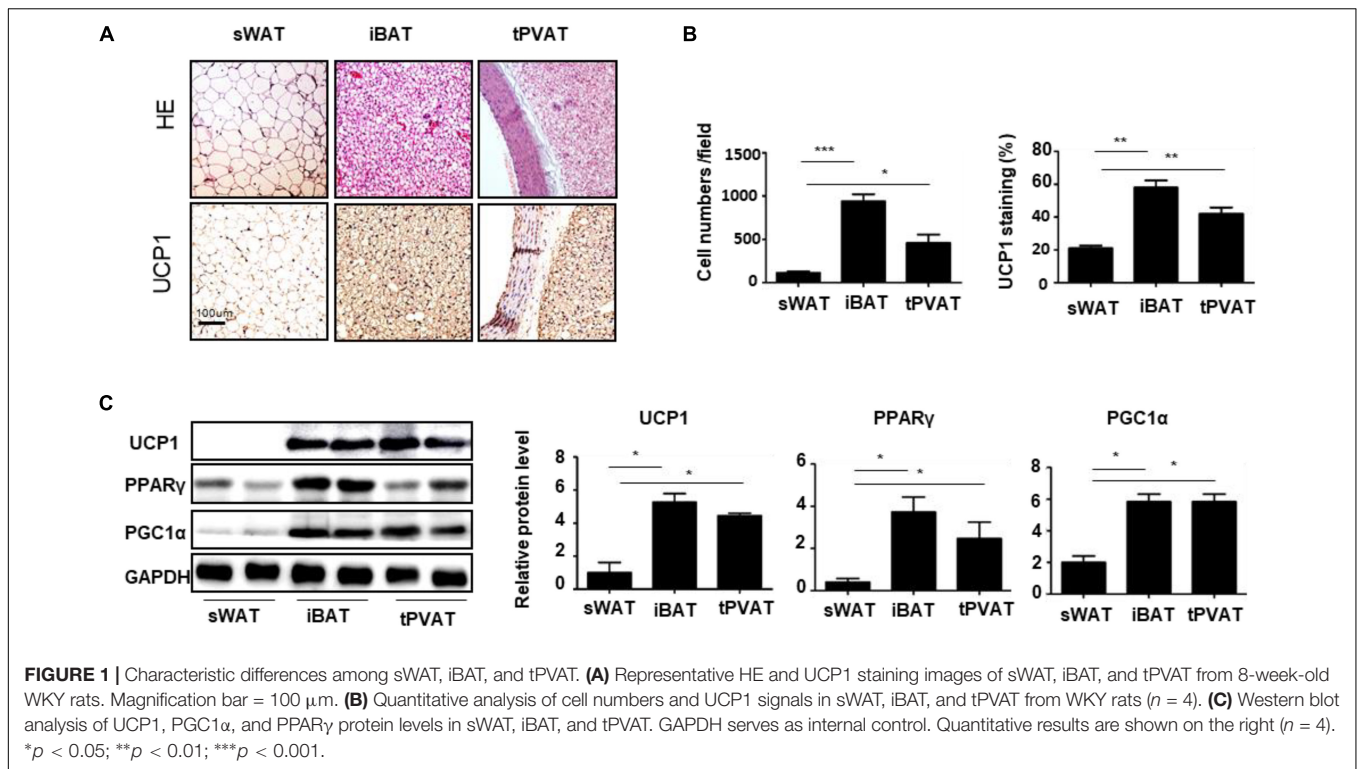 A
sWAT iBAT tPVAT
HE
UCP1
100um
B
Cell numbers /field
1500
1000
500
0
***
*
sWAT iBAT tPVAT
UCP1 staining (%)
80
60
40
20
0
**
**
sWAT iBAT tPVAT
C
UCP1
PPARγ
PGC1α
GAPDH
sWAT iBAT tPVAT
Relative protein level
UCP1
8
6
4
2
0
*
*
sWAT iBAT tPVAT
PPARγ
6
4
2
0
*
*
sWAT iBAT tPVAT
PGC1α
8
6
4
2
0
*
*
sWAT iBAT tPVAT
FIGURE 1 | Characteristic differences among sWAT, iBAT, and tPVAT. (A) Representative HE and UCP1 staining images of sWAT, iBAT, and tPVAT from 8-week-old
WKY rats. Magnification bar = 100 μm. (B) Quantitative analysis of cell numbers and UCP1 signals in sWAT, iBAT, and tPVAT from WKY rats (n = 4). (C) Western blot
analysis of UCP1, PGC1α, and PPARγ protein levels in sWAT, iBAT, and tPVAT. GAPDH serves as internal control. Quantitative results are shown on the right (n = 4).
*p < 0.05; **p < 0.01; ***p < 0.001.